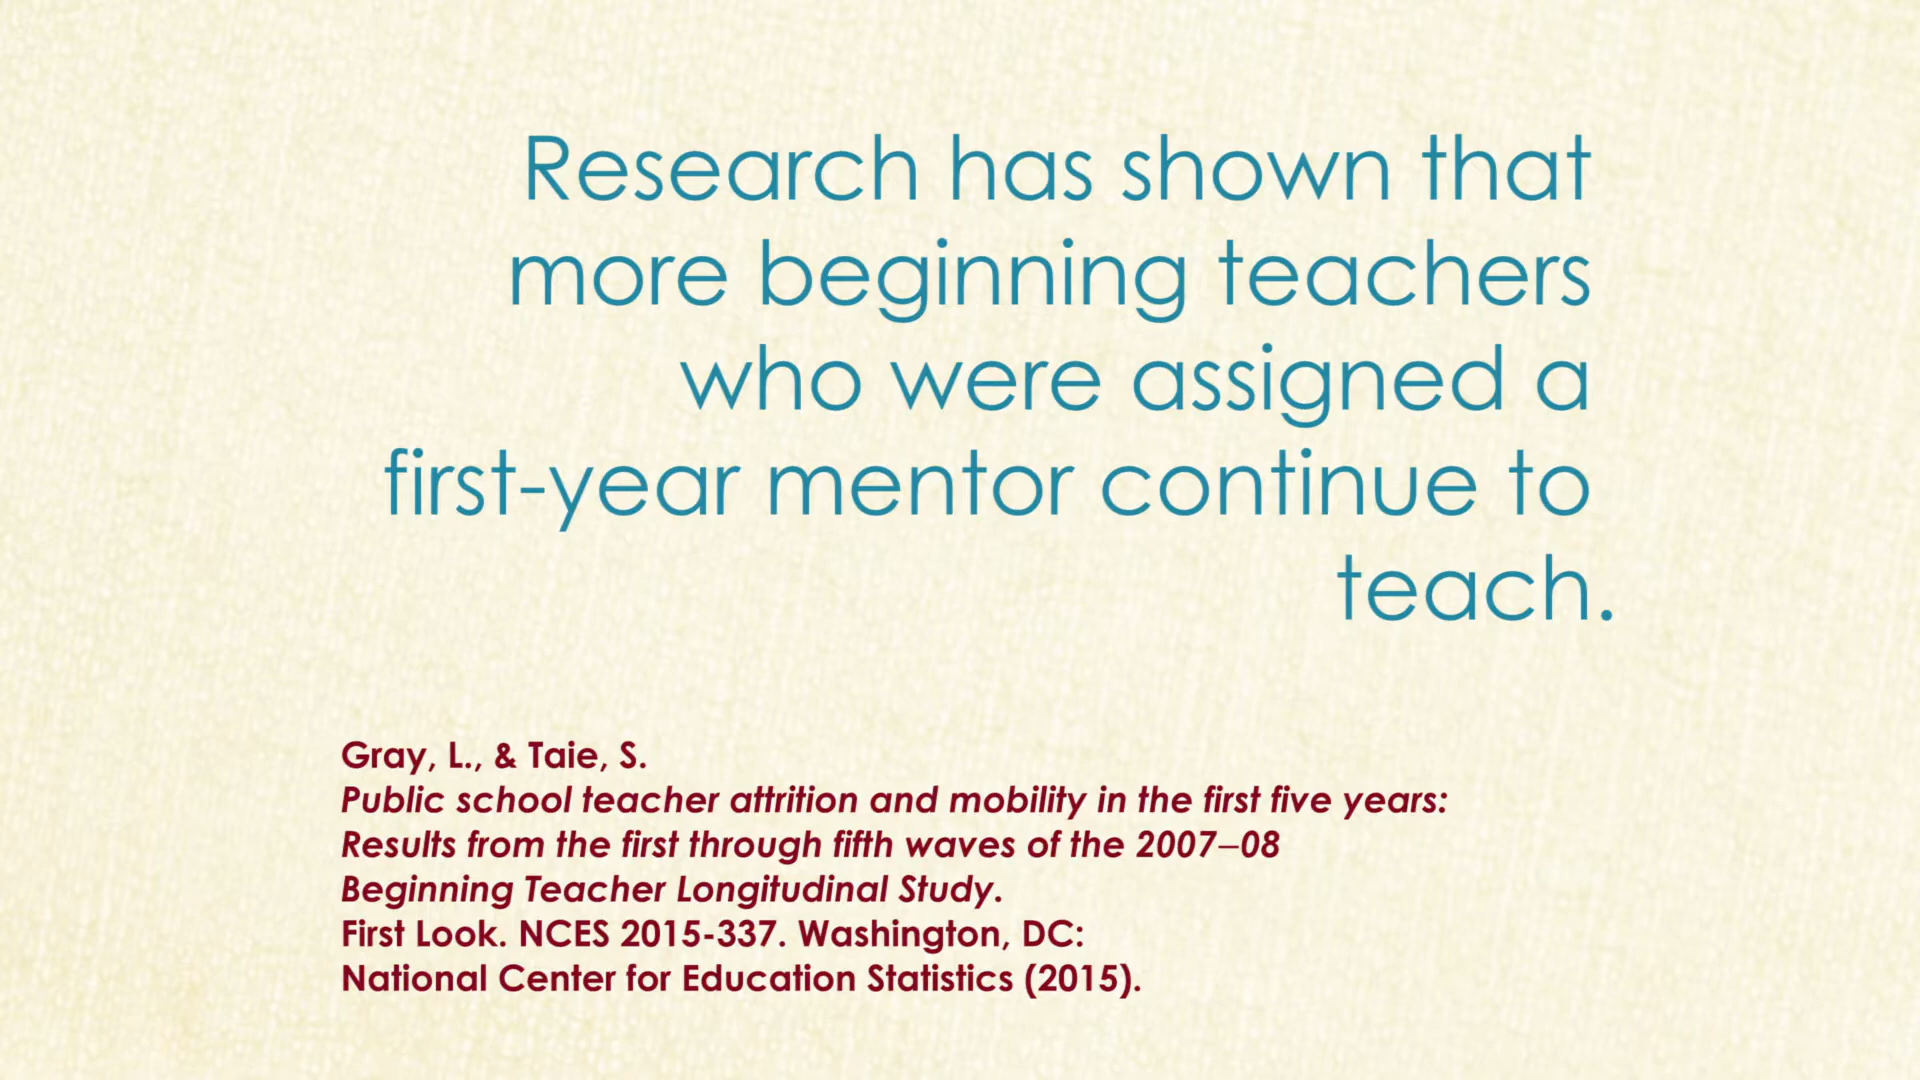 Research has shown that
more beginning teachers
who were assigned a
first-year mentor continue to
teach.
Gray, L., & Taie, S.
Public school teacher attrition and mobility in the first five years:
Results from the first through fifth waves of the 2007–08
Beginning Teacher Longitudinal Study.
First Look. NCES 2015-337. Washington, DC:
National Center for Education Statistics (2015).